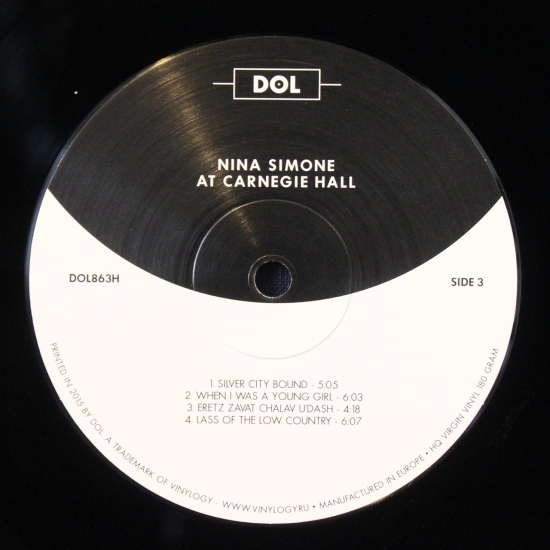 DOL
NINA SIMONE
AT CARNEGIE HALL
DOL863H
SIDE 3
1. SILVER CITY BOUND - 5:05
2. WHEN I WAS A YOUNG GIRL - 6:03
3. ERETZ ZAVAT CHALAV U'DASH - 4:18
4. LASS OF THE LOW COUNTRY - 6:07
PRINTED IN 2015 BY DOL. A TRADEMARK OF VINYLOGY - WWW.VINYLOGY.RU • MANUFACTURED IN EUROPE • HQ VIRGIN VINYL 180 GRAM